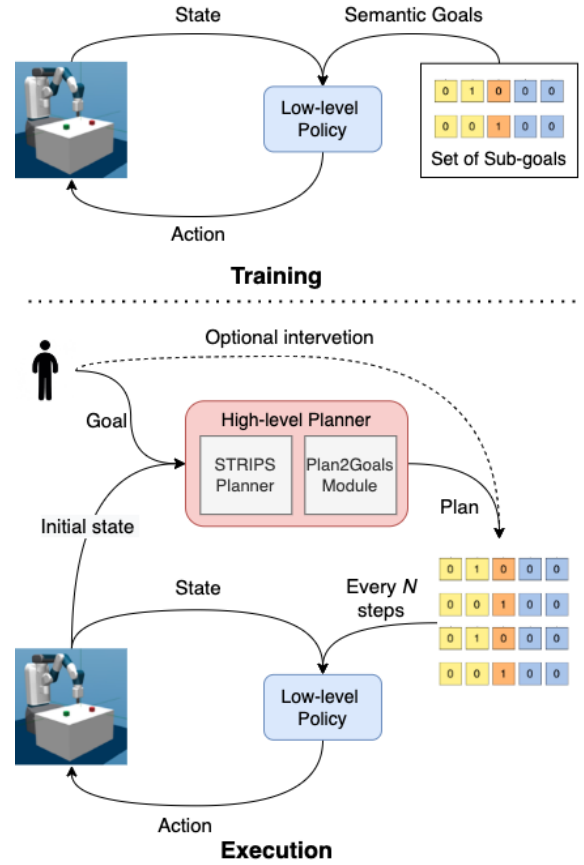 State
Semantic Goals
Low-level
Policy
0 1 0 0 0
0 0 1 0 0
Set of Sub-goals
Action
Training
Optional intervetion
Goal
High-level Planner
STRIPS
Planner
Plan2Goals
Module
Initial state
Plan
State
Every N
steps
0 1 0 0 0
0 0 1 0 0
0 1 0 0 0
0 0 1 0 0
Low-level
Policy
Action
Execution